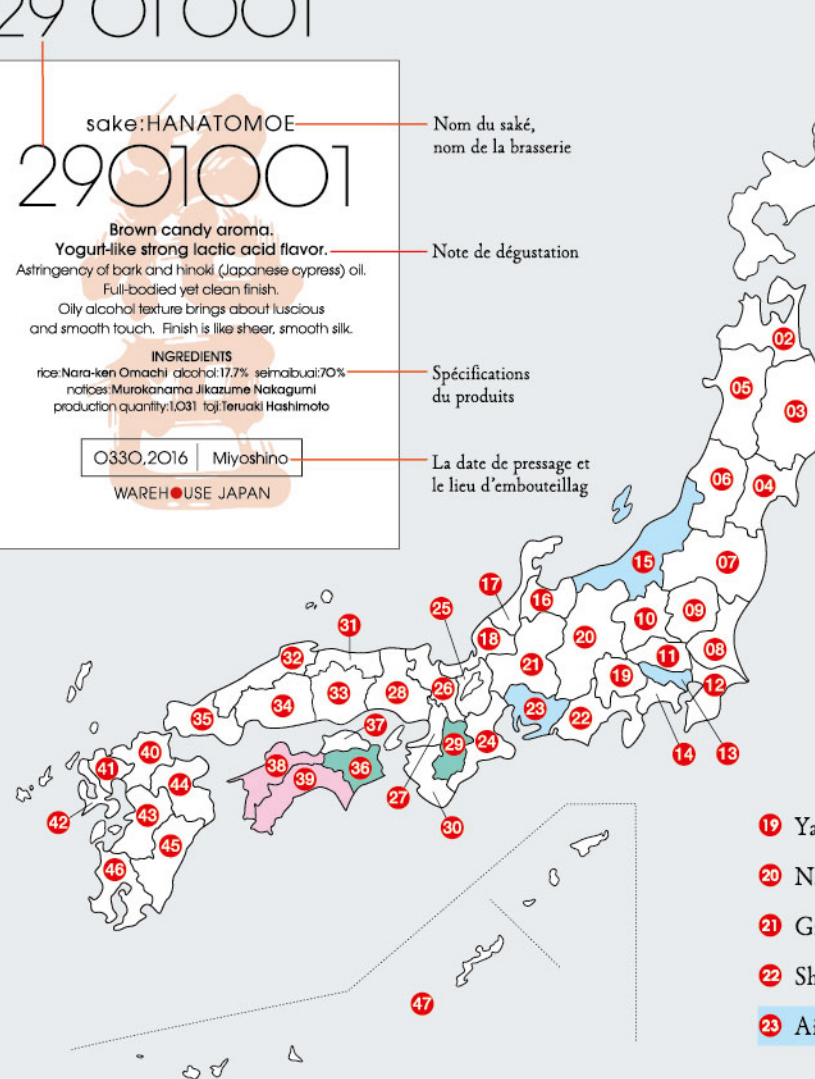 29 01 001
sake:HANATOMOE
2901001
Brown candy aroma.
Yogurt-like strong lactic acid flavor.
Astringency of bark and hinoki (Japanese cypress) oil.
Full-bodied yet clean finish.
Oily alcohol texture brings about luscious
and smooth touch. Finish is like sheer, smooth silk.
INGREDIENTS
rice:Nara-ken Omachi alcohol:17.7% seimaibuai:70%
notices:Murokanama Jikazume Nakagumi
production quantity:1,031 toji:Teruaki Hashimoto
0330,2016 | Miyoshino
WAREHOUSE JAPAN
Nom du saké,
nom de la brasserie
Note de dégustation
Spécifications
du produits
La date de pressage et
le lieu d'embouteillag
02
05
03
06
04
15
07
17
16
10
09
25
31
18
20
11
08
32
21
19
12
33
28
26
34
23
22
35
37
29
24
14
13
40
38
36
41
39
44
27
42
43
30
45
46
47
19 Ya
20 N
21 G
22 Sh
23 Ai